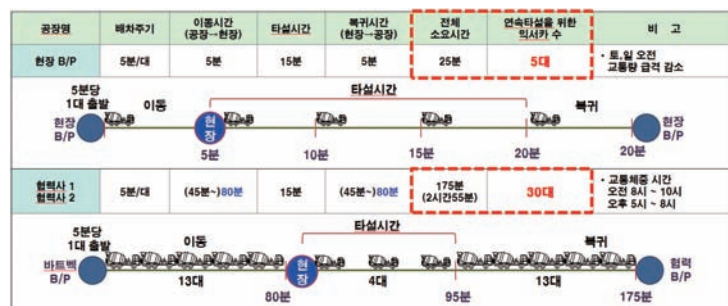 공장명 배차주기 이동시간 (공장→현장) 타설시간 복귀시간 (현장→공장) 전체 소요시간 연속타설을 위한 믹서카 수 비 고
현장 B/P 5분/대 5분 15분 5분 25분 5대 • 토,일 오전 교통량 급격 감소
5분당
1대 출발
이동
타설시간
복귀
현장
B/P
현장
현장
B/P
5분 10분 15분 20분 20분
협력사 1
협력사 2
5분/대 (45분~)80분 15분 (45분~)80분 175분 (2시간55분) 30대
• 교통체증 시간
오전 8시 ~ 10시
오후 5시 ~ 8시
5분당
1대 출발
이동
타설시간
복귀
바트벡
B/P
현장
협력
B/P
13대 4대 13대
80분 95분 175분